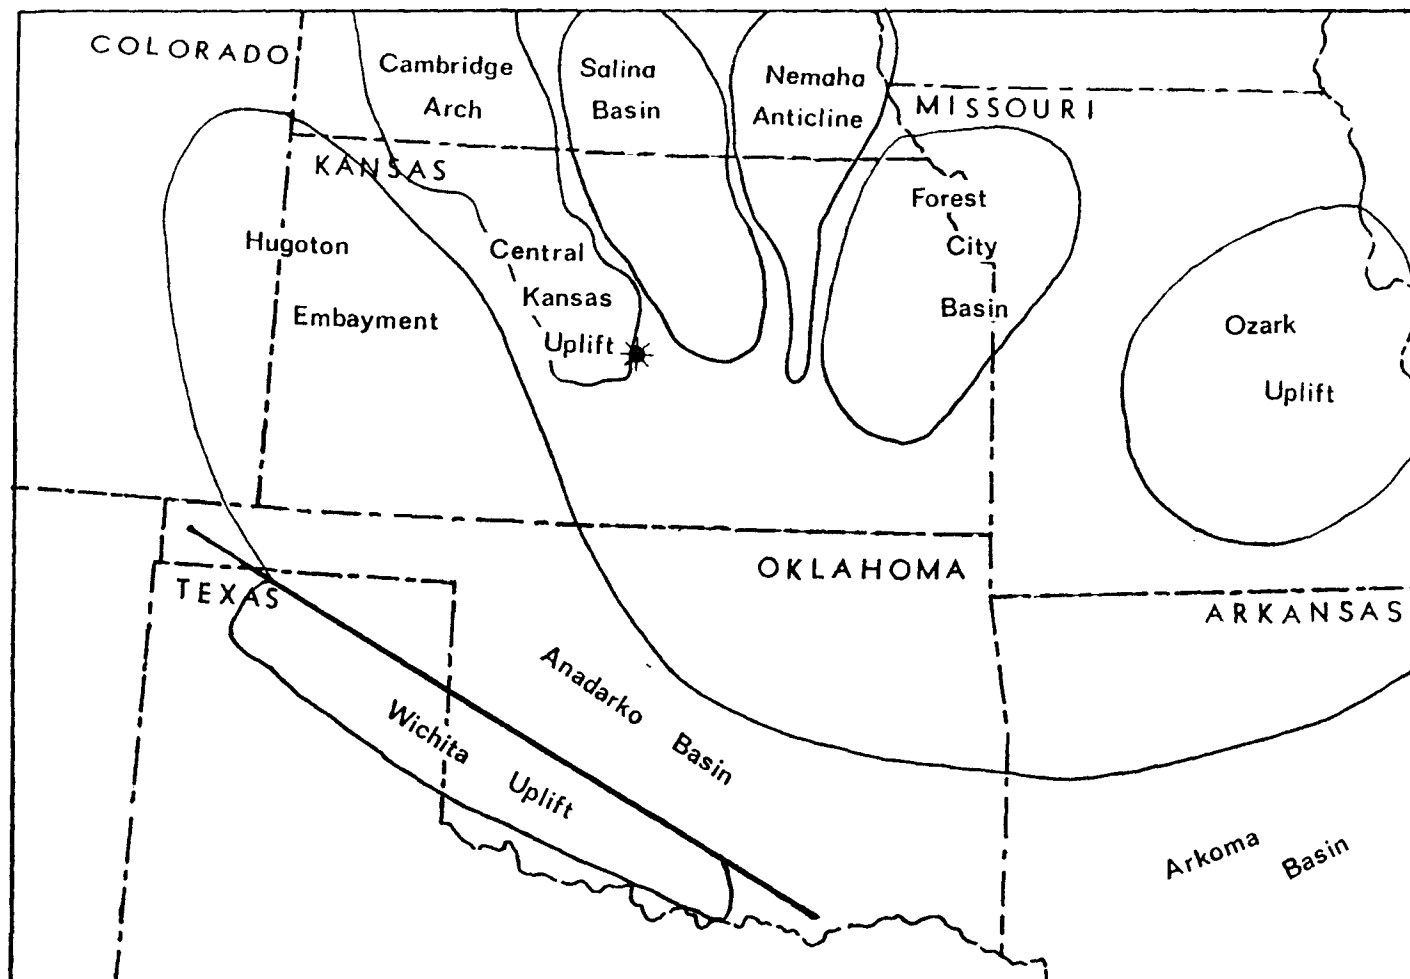 COLORADO
Cambridge
Arch
Salina
Basin
Nemaha
Anticline
MISSOURI
KANSAS
Forest
City
Basin
Hugoton
Embayment
Central
Kansas
Uplift
Ozark
Uplift
OKLAHOMA
TEXAS
ARKANSAS
Anadarko
Basin
Wichita
Uplift
Arkoma
Basin